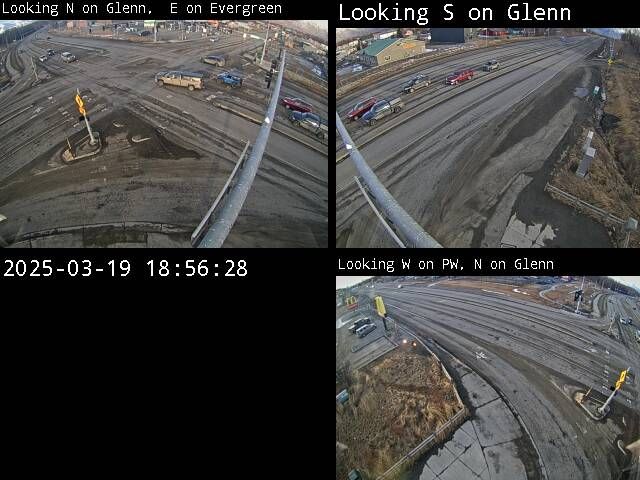 Looking N on Glenn,  E on Evergreen
Looking S on Glenn
2025-03-19 18:56:28
Looking W on PW, N on Glenn